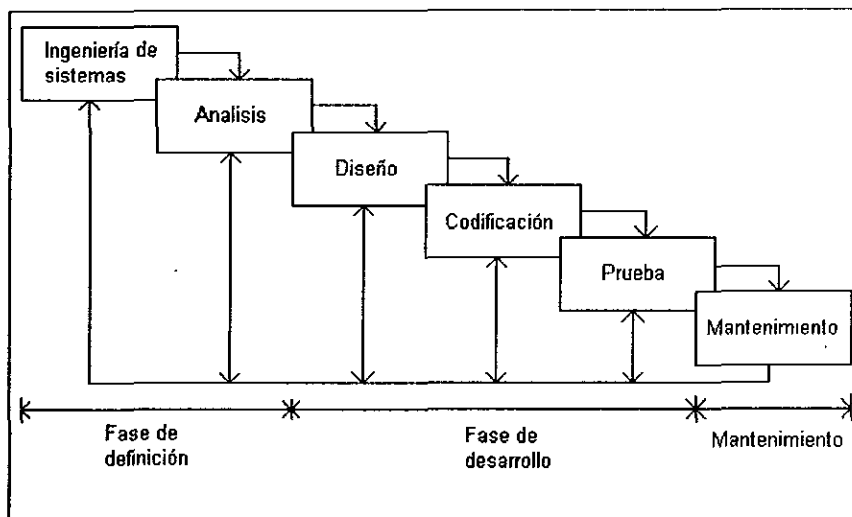 Ingeniería de
sistemas
Analisis
Diseño
Codificación
Prueba
Mantenimiento
Fase de
definición
Fase de
desarrollo
Mantenimiento